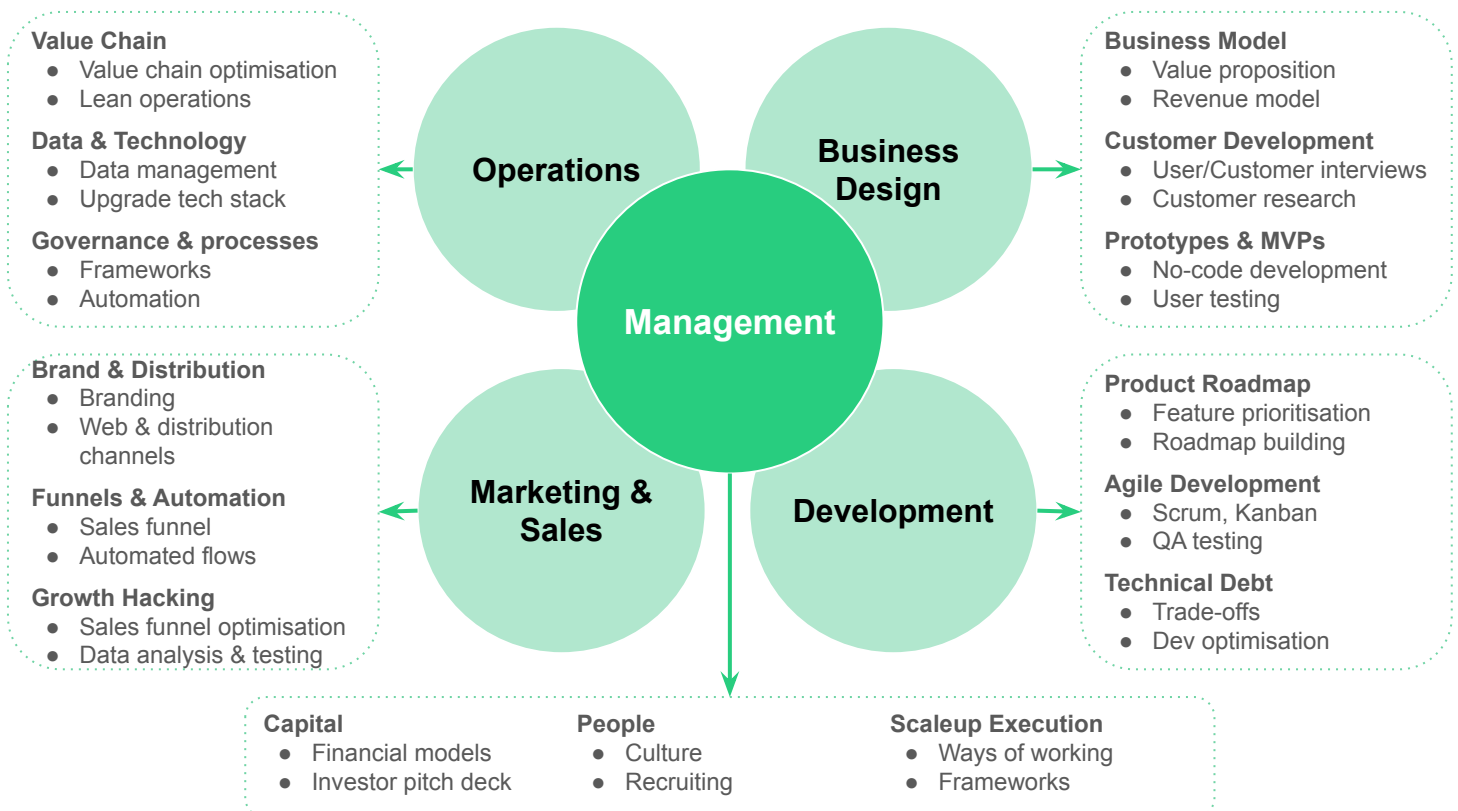 Value Chain
● Value chain optimisation
● Lean operations
Data & Technology
● Data management
● Upgrade tech stack
Governance & processes
● Frameworks
● Automation
Operations
Business
Design
Business Model
● Value proposition
● Revenue model
Customer Development
● User/Customer interviews
● Customer research
Prototypes & MVPs
● No-code development
● User testing
Management
Brand & Distribution
● Branding
● Web & distribution
channels
Funnels & Automation
● Sales funnel
● Automated flows
Growth Hacking
● Sales funnel optimisation
● Data analysis & testing
Marketing &
Sales
Development
Product Roadmap
● Feature prioritisation
● Roadmap building
Agile Development
● Scrum, Kanban
● QA testing
Technical Debt
● Trade-offs
● Dev optimisation
Capital
● Financial models
● Investor pitch deck
People
● Culture
● Recruiting
Scaleup Execution
● Ways of working
● Frameworks